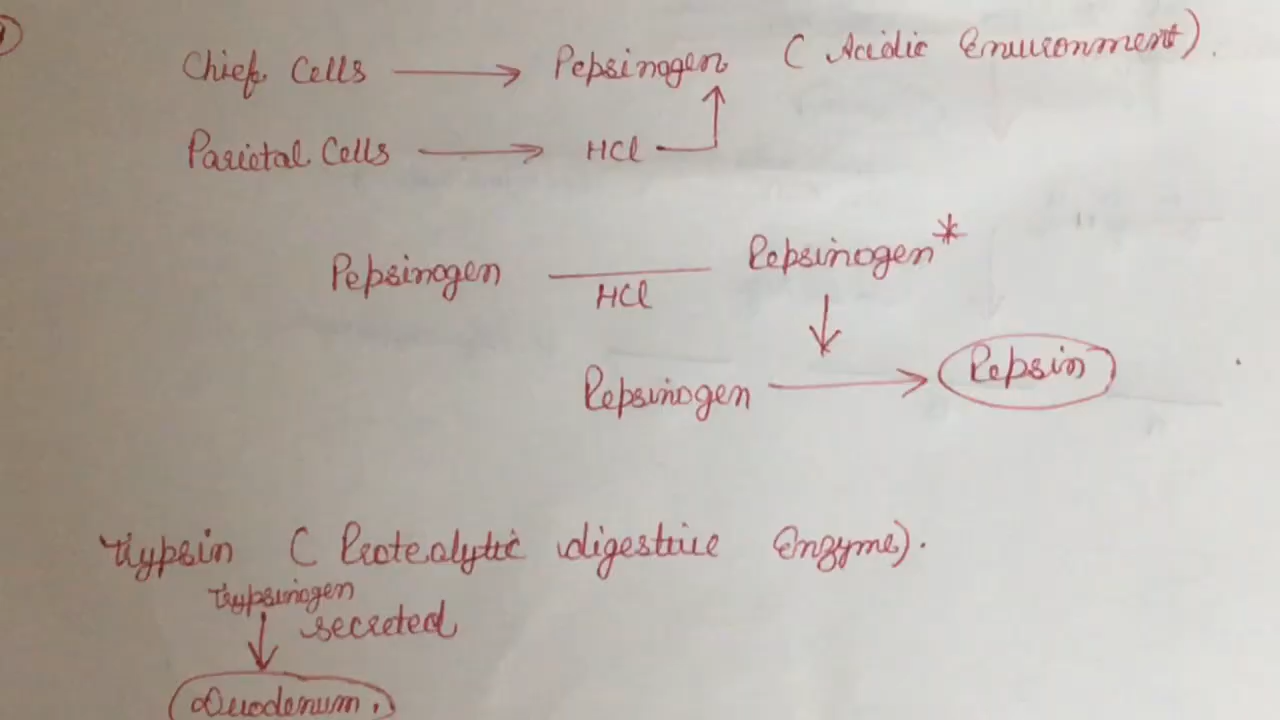 Chief Cells → Pepsinogen (Acidic Environment).
Parietal Cells → HCl
Pepsinogen HCl Pepsinogen*
Pepsinogen → Pepsin
trypsin (Proteolytic digestive Enzyme).
trypsinogen
secreted
Duodenum.